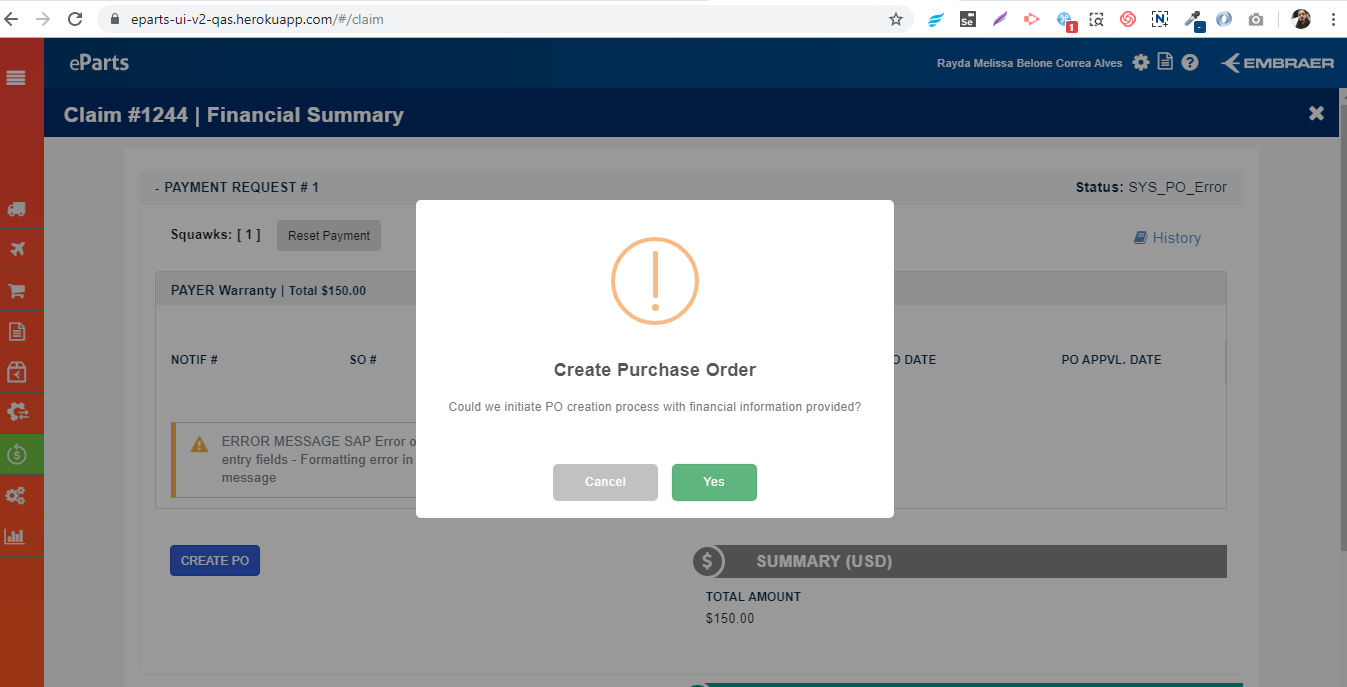 eparts-ui-v2-qas.herokuapp.com/#/claim
Se
1
N
-
eParts
Rayda Melissa Belone Correa Alves
?
EMBRAER
Claim #1244 | Financial Summary
- PAYMENT REQUEST # 1
Status: SYS_PO_Error
Squawks: [ 1 ]
Reset Payment
History
PAYER Warranty | Total $150.00
NOTIF #
SO #
DATE
PO APPVL. DATE
ERROR MESSAGE SAP Error
entry fields - Formatting error in
message
Create Purchase Order
Could we initiate PO creation process with financial information provided?
Cancel
Yes
CREATE PO
$
SUMMARY (USD)
TOTAL AMOUNT
$150.00